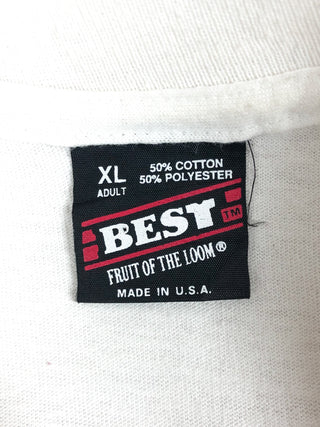 XL
ADULT
50% COTTON
50% POLYESTER
BEST TM
FRUIT OF THE LOOM®
MADE IN U.S.A.